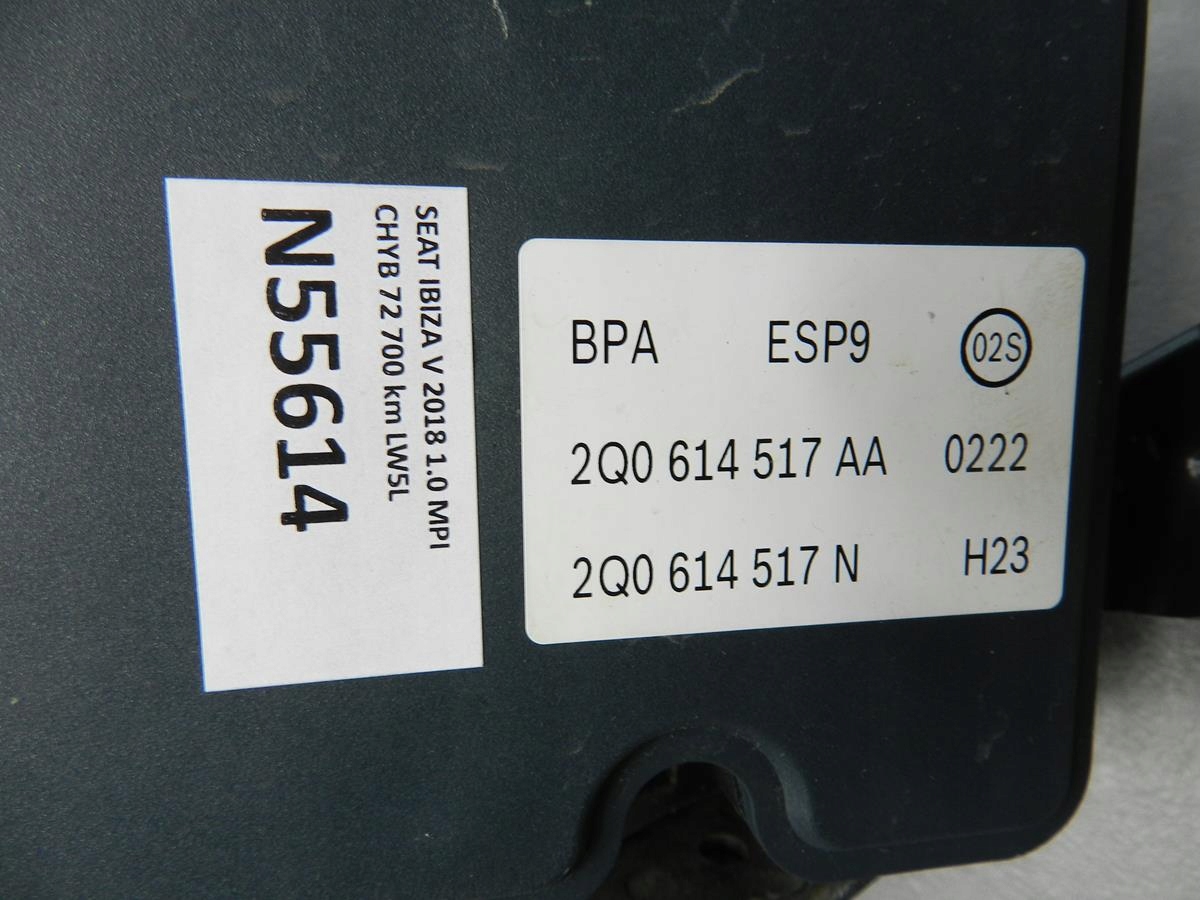 SEAT IBIZA V 2018 1.0 MPI
CHYB 72 700 km LW5L
N55614
BPA ESP9 02S
2Q0 614 517 AA 0222
2Q0 614 517 N H23